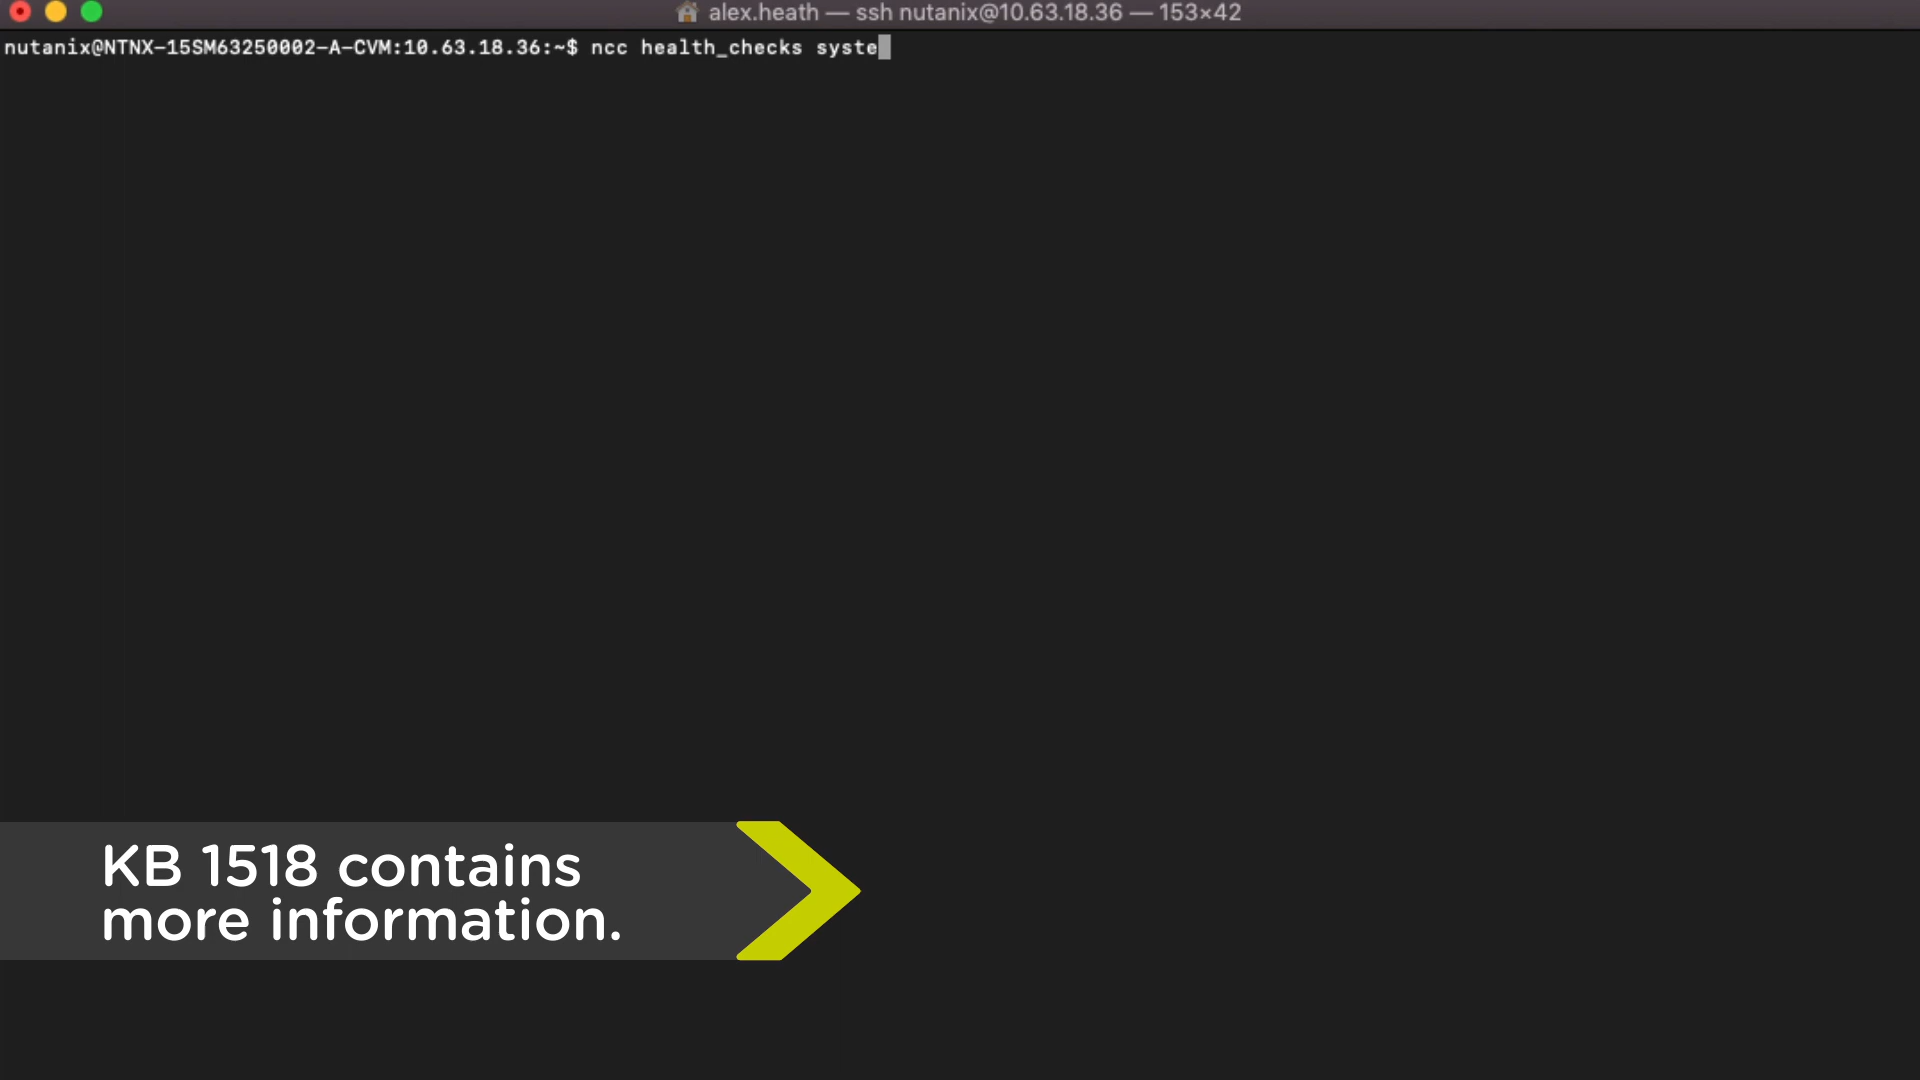 alex.heath — ssh nutanix@10.63.18.36 — 153×42
nutanix@NTNX-15SM63250002-A-CVM:10.63.18.36:~$ ncc health_checks syste
KB 1518 contains
more information.